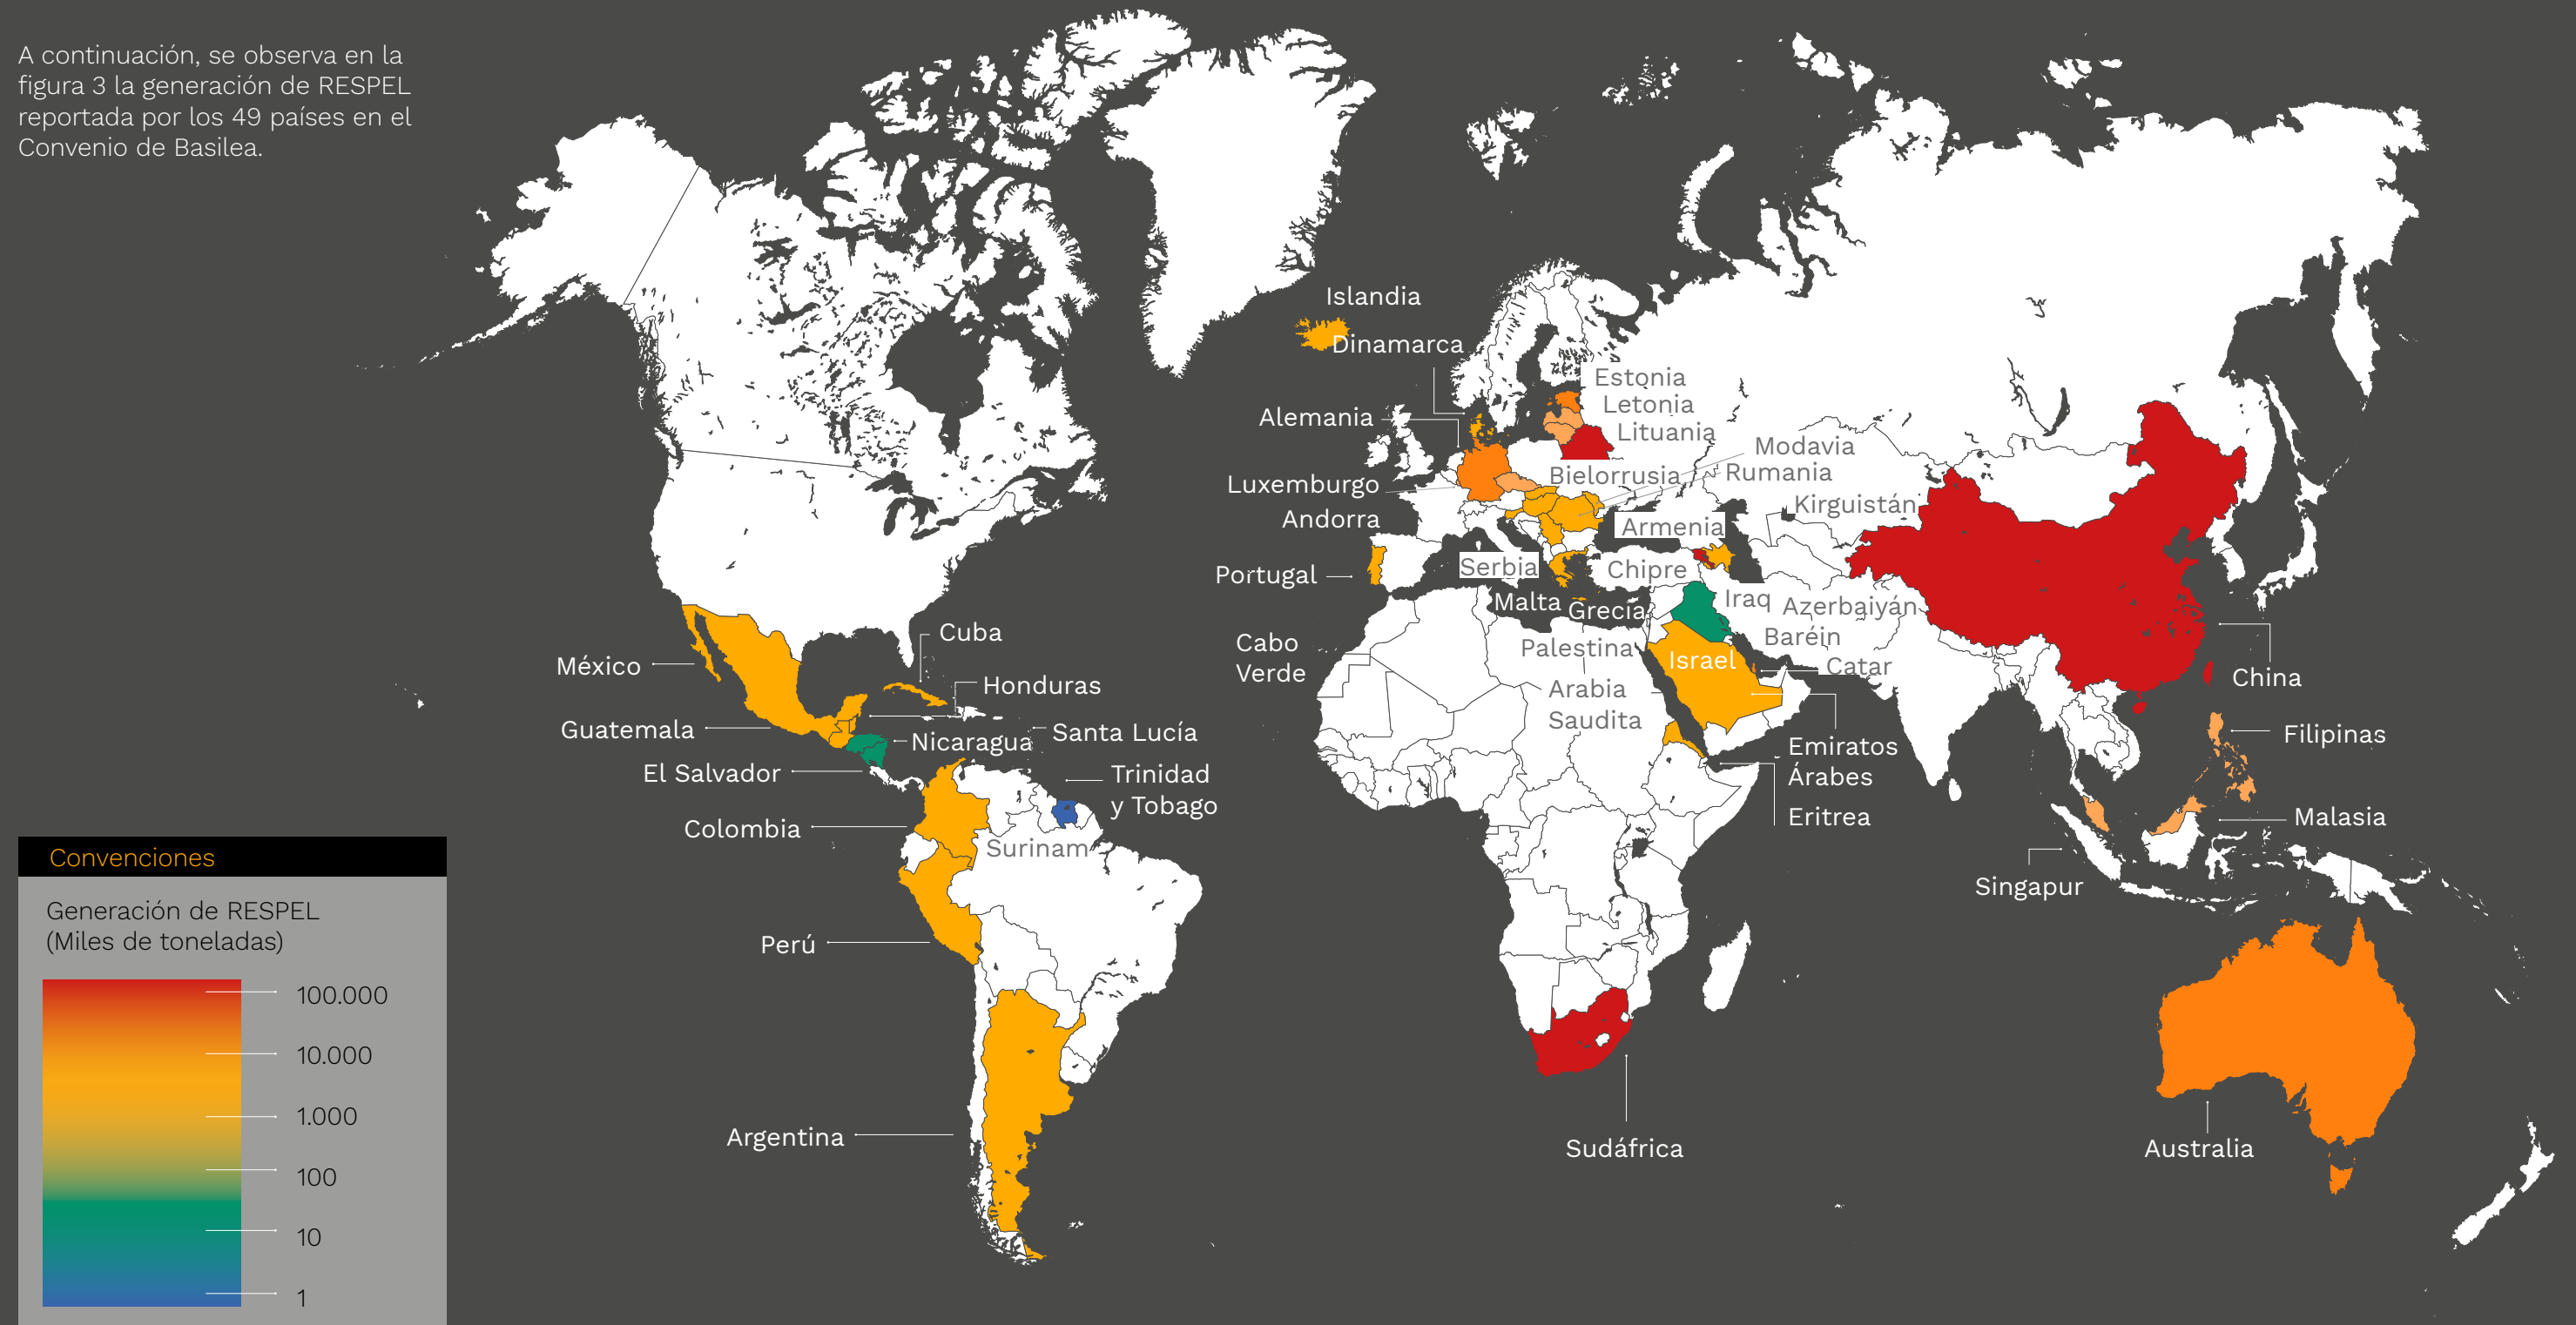 A continuación, se observa en la
figura 3 la generación de RESPEL
reportada por los 49 países en el
Convenio de Basilea.
Islandia
Dinamarca
Estonia
Letonia
Alemania
Lituania
Modavia
Bielorrusia
Rumania
Luxemburgo
Kirguistán
Andorra
Armenia
Serbia
Chipre
Portugal
Malta
Grecia
Iraq
Azerbaiyán
Cabo
Verde
Baréin
Palestina
Israel
Catar
Arabia
Saudita
China
Cuba
México
Honduras
Guatemala
Santa Lucía
Nicaragua
El Salvador
Trinidad
y Tobago
Emiratos
Árabes
Eritrea
Filipinas
Malasia
Singapur
Colombia
Surinam
Perú
Argentina
Sudáfrica
Australia
Convenciones
Generación de RESPEL
(Miles de toneladas)
100.000
10.000
1.000
100
10
1